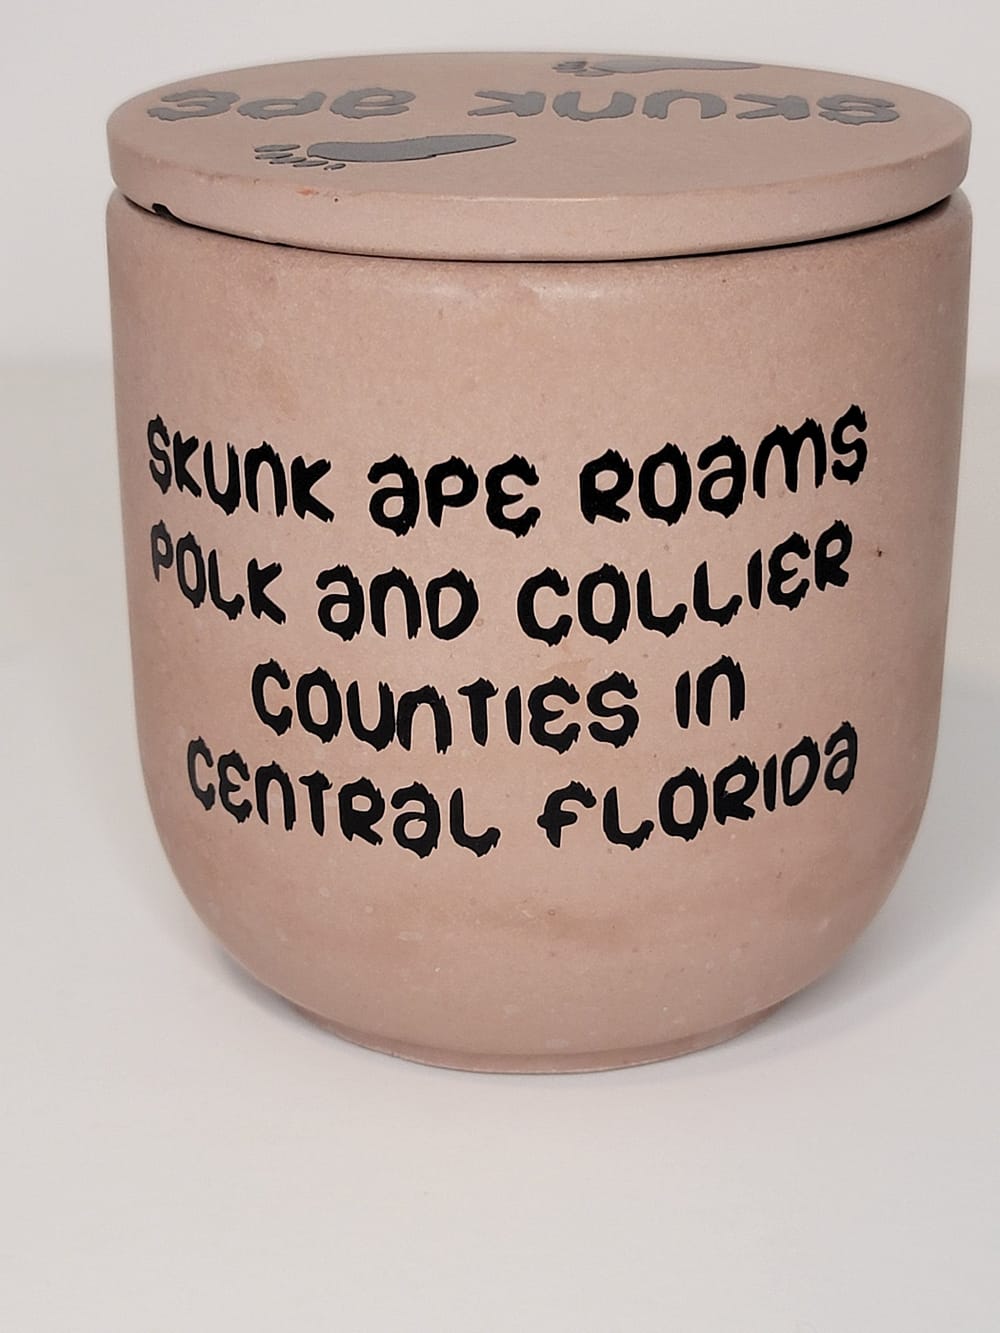 SKUNK APE
SKUNK APE ROAMS
POLK AND COLLIER
COUNTIES IN
CENTRAL FLORIDA